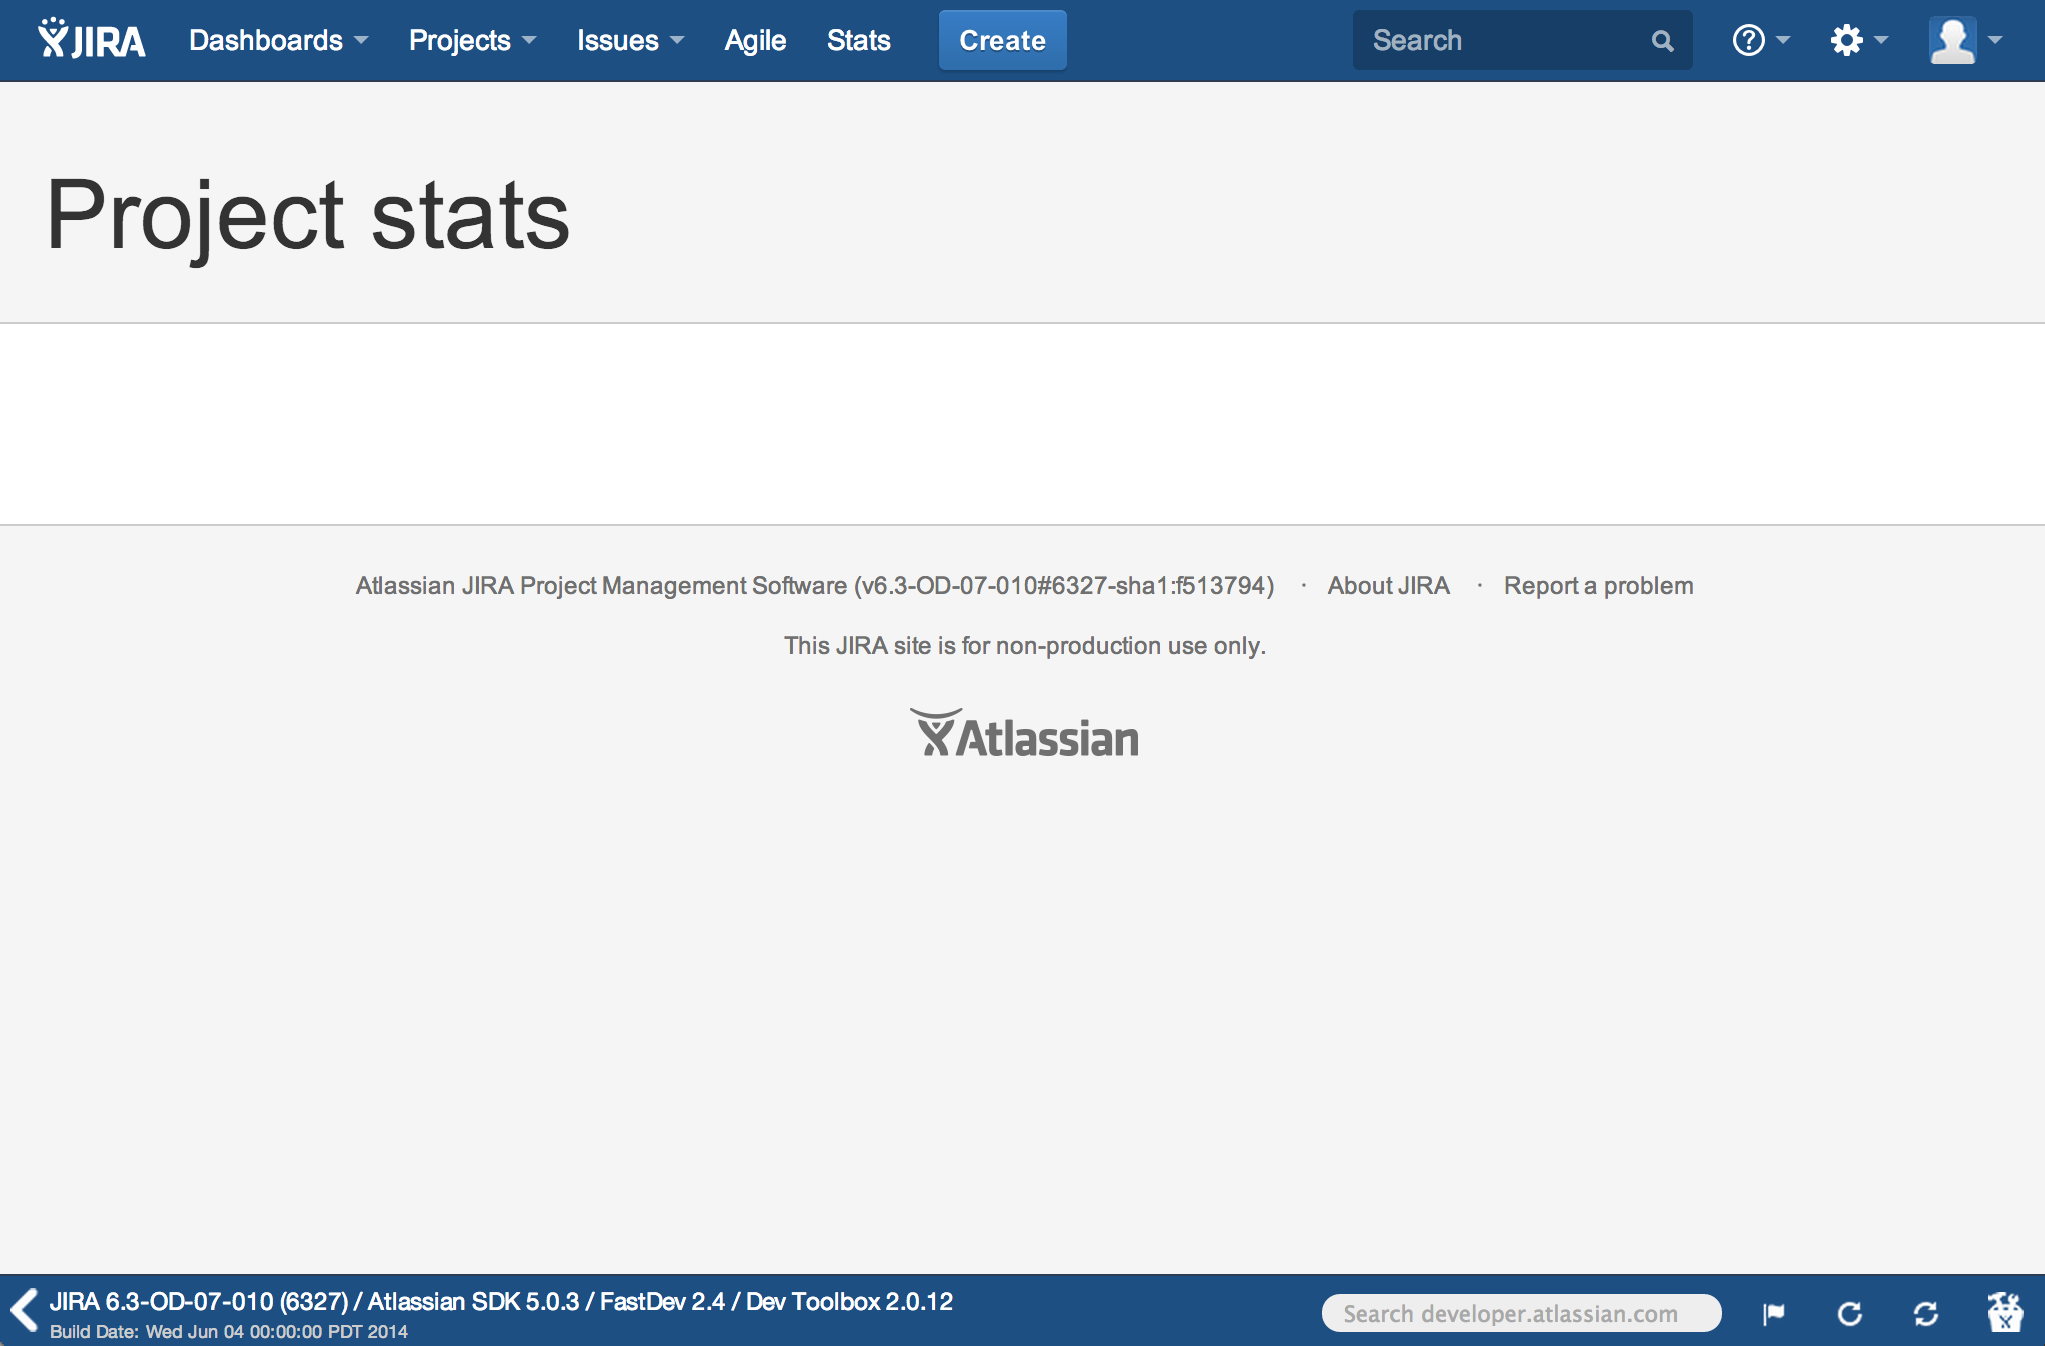 JIRA Dashboards Projects Issues Agile Stats Create Search
Project stats
Atlassian JIRA Project Management Software (v6.3-OD-07-010#6327-sha1:f513794) · About JIRA · Report a problem
This JIRA site is for non-production use only.
Atlassian
JIRA 6.3-OD-07-010 (6327) / Atlassian SDK 5.0.3 / FastDev 2.4 / Dev Toolbox 2.0.12
Search developer.atlassian.com
Build Date: Wed Jun 04 00:00:00 PDT 2014